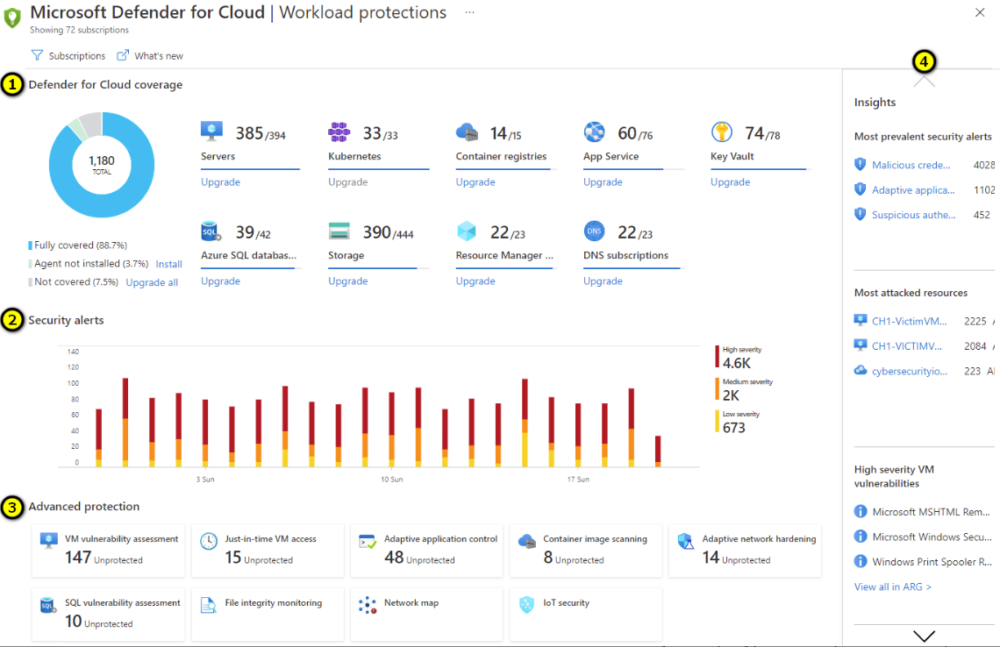 Microsoft Defender for Cloud | Workload protections ...
Showing 72 subscriptions
Subscriptions What's new
1 Defender for Cloud coverage
1,180
TOTAL
Fully covered (88.7%)
Agent not installed (3.7%) Install
Not covered (7.5%) Upgrade all
385/394
Servers
Upgrade
33/33
Kubernetes
Upgrade
14/15
Container registries
Upgrade
60/76
App Service
Upgrade
74/78
Key Vault
Upgrade
SQL
39/42
Azure SQL databas...
Upgrade
390/444
Storage
Upgrade
22/23
Resource Manager ...
Upgrade
DNS
22/23
DNS subscriptions
Upgrade
2 Security alerts
140
120
100
80
60
40
20
0
3 Sun
10 Sun
17 Sun
High severity
4.6K
Medium severity
2K
Low severity
673
3 Advanced protection
VM vulnerability assessment
147 Unprotected
Just-in-time VM access
15 Unprotected
Adaptive application control
48 Unprotected
Container image scanning
8 Unprotected
Adaptive network hardening
14 Unprotected
SQL
SQL vulnerability assessment
10 Unprotected
File integrity monitoring
Network map
IoT security
4
Insights
Most prevalent security alerts
Malicious crede... 4028
Adaptive applica... 1102
Suspicious authe... 452
Most attacked resources
CH1-VictimVM... 2225
CH1-VICTIMV... 2084
cybersecurityio... 223
High severity VM
vulnerabilities
Microsoft MSHTML Rem...
Microsoft Windows Secu...
Windows Print Spooler R...
View all in ARG >